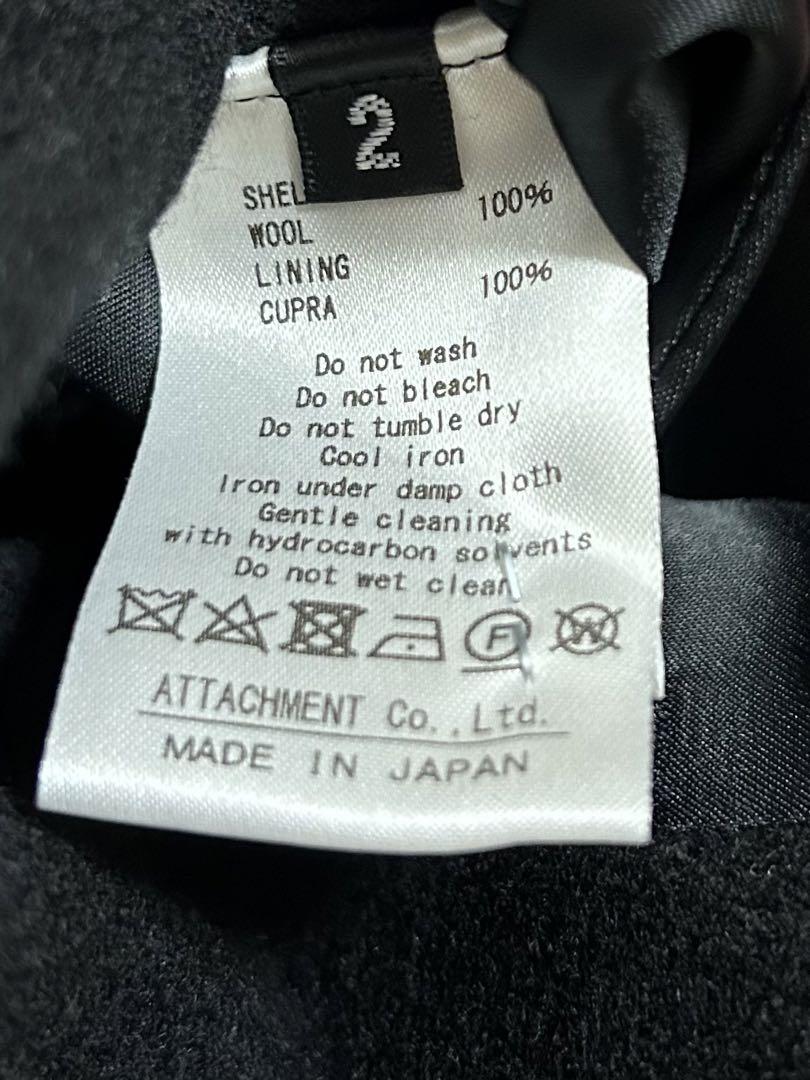 2
SHEL 100%
WOOL
LINING 100%
CUPRA
Do not wash
Do not bleach
Do not tumble dry
Cool iron
Iron under damp cloth
Gentle cleaning
with hydrocarbon solvents
Do not wet clean
F W
ATTACHMENT Co.,Ltd.
MADE IN JAPAN